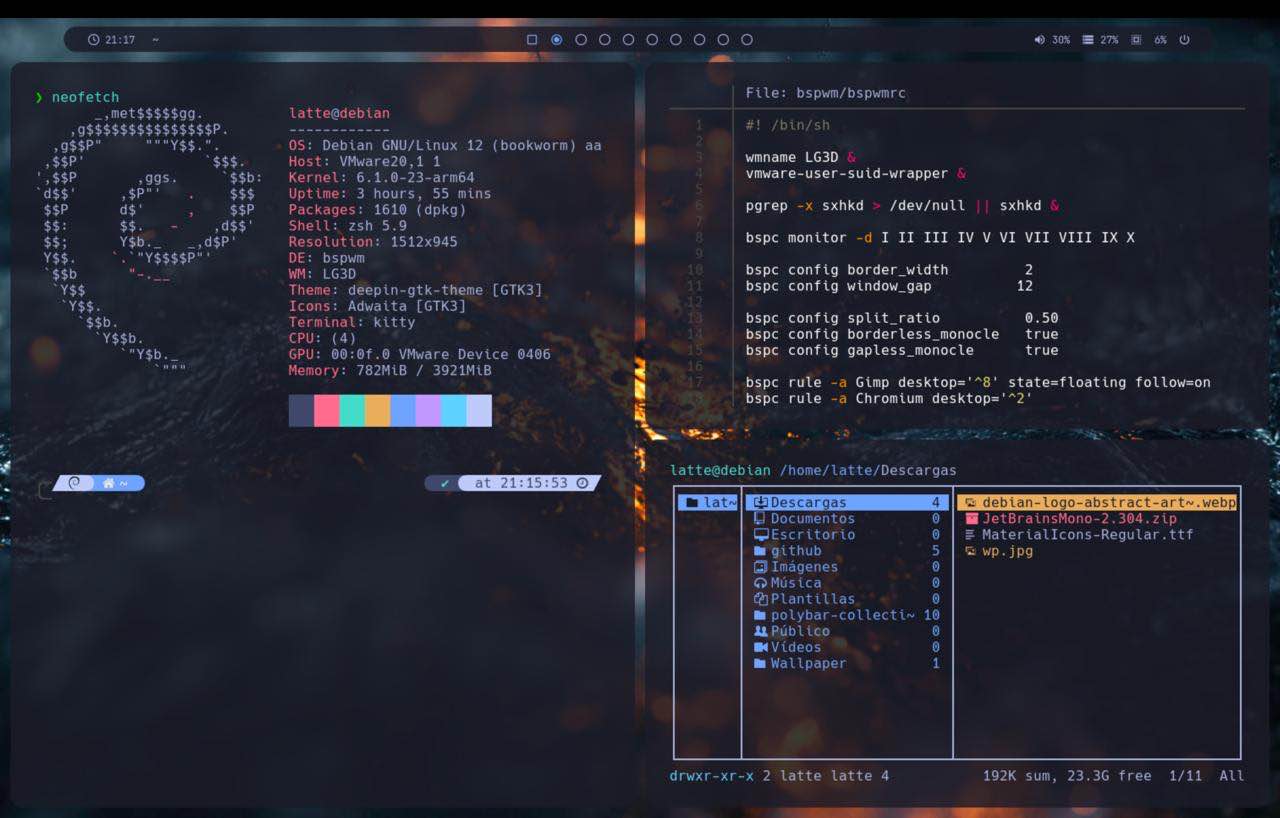 21:17 ~
30% 27% 6%
❯ neofetch
_,met$$$$$gg.
,g$$$$$$$$$$$$$$$P.
,g$$P"     """Y$$.".
,$$P'              `$$$.
',$$P       ,ggs.     `$$b:
`d$$'     ,$P"'   .    $$$
$$P      d$'     ,    $$P
$$:      $$.   -    ,d$$'
$$;      Y$b._   _,d$P'
Y$$.    `.`"Y$$$$P"'
`$$b      "-.__
`Y$$
`Y$$.
`$$b.
`Y$$b.
`"Y$b._
`"""
latte@debian
------------
OS: Debian GNU/Linux 12 (bookworm) aa
Host: VMware20,1 1
Kernel: 6.1.0-23-arm64
Uptime: 3 hours, 55 mins
Packages: 1610 (dpkg)
Shell: zsh 5.9
Resolution: 1512x945
DE: bspwm
WM: LG3D
Theme: deepin-gtk-theme [GTK3]
Icons: Adwaita [GTK3]
Terminal: kitty
CPU: (4)
GPU: 00:0f.0 VMware Device 0406
Memory: 782MiB / 3921MiB
~ ✔ at 21:15:53
File: bspwm/bspwmrc
1 #! /bin/sh
2
3 wmname LG3D &
4 vmware-user-suid-wrapper &
5
6 pgrep -x sxhkd > /dev/null || sxhkd &
7
8 bspc monitor -d I II III IV V VI VII VIII IX X
9
10 bspc config border_width 2
11 bspc config window_gap 12
12
13 bspc config split_ratio 0.50
14 bspc config borderless_monocle true
15 bspc config gapless_monocle true
16
17 bspc rule -a Gimp desktop='^8' state=floating follow=on
bspc rule -a Chromium desktop='^2'
latte@debian /home/latte/Descargas
lat~ Descargas 4 debian-logo-abstract-art~.webp
Documentos 0 JetBrainsMono-2.304.zip
Escritorio 0 MaterialIcons-Regular.ttf
github 5 wp.jpg
Imágenes 0
Música 0
Plantillas 0
polybar-collecti~ 10
Público 0
Vídeos 0
Wallpaper 1
drwxr-xr-x 2 latte latte 4 192K sum, 23.3G free 1/11 All